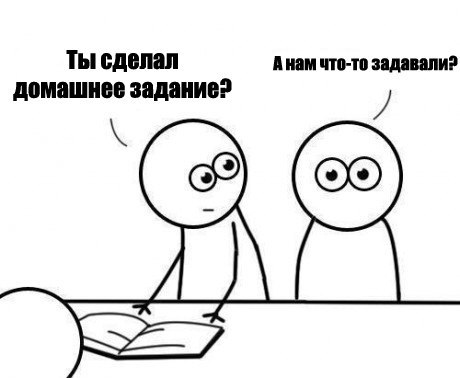 Ты сделал
домашнее задание?
А нам что-то задавали?